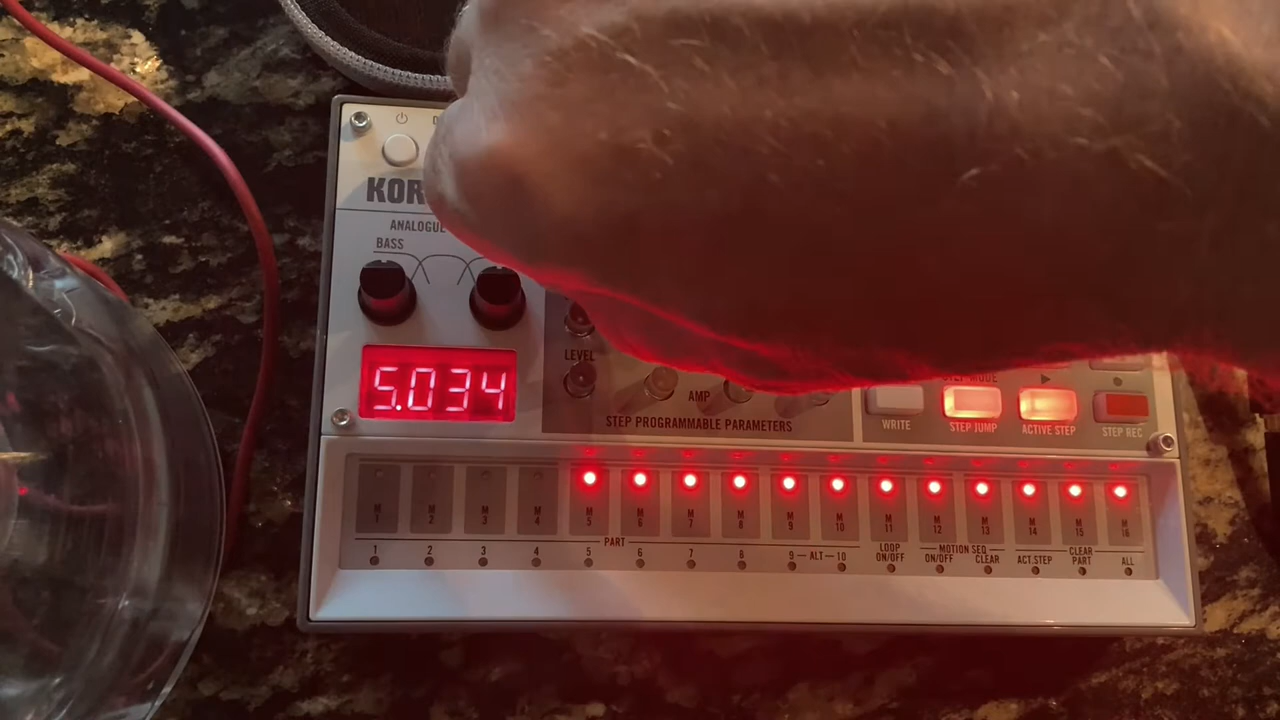 KOR
ANALOGUE
BASS
5.034
LEVEL
AMP
STEP PROGRAMMABLE PARAMETERS
STEP MODE
WRITE
STEP JUMP
ACTIVE STEP
STEP REC
M 1 M 2 M 3 M 4 M 5 M 6 M 7 M 8 M 9 M 10 M 11 M 12 M 13 M 14 M 15 M 16
PART
1 2 3 4 5 6 7 8 9 - ALT - 10
LOOP ON/OFF
MOTION SEQ
ON/OFF CLEAR
ACT.STEP
CLEAR
PART
ALL